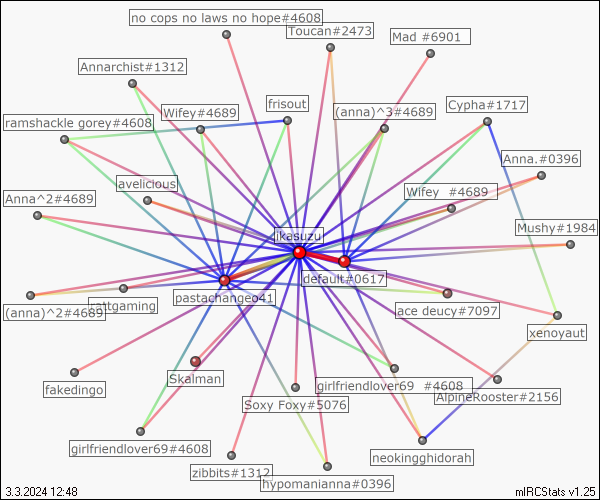 no cops no laws no hope#4608
Toucan#2473
Mad #6901
Annarchist#1312
ramshackle gorey#4608
Wifey#4689
frisout
(anna)^3#4689
Cypha#1717
Anna.#0396
avelicious
Anna^2#4689
Wifey #4689
Mushy#1984
ikasuzu
default#0617
pastachangeo41
(anna)^2#4689
ace deucy#7097
xenoyaut
fakedingo
Skalman
girlfriendlover69 #4608
AlpineRooster#2156
Soxy Foxy#5076
girlfriendlover69#4608
neokingghidorah
zibbits#1312
hypomanianna#0396
3.3.2024 12:48
mIRCStats v1.25